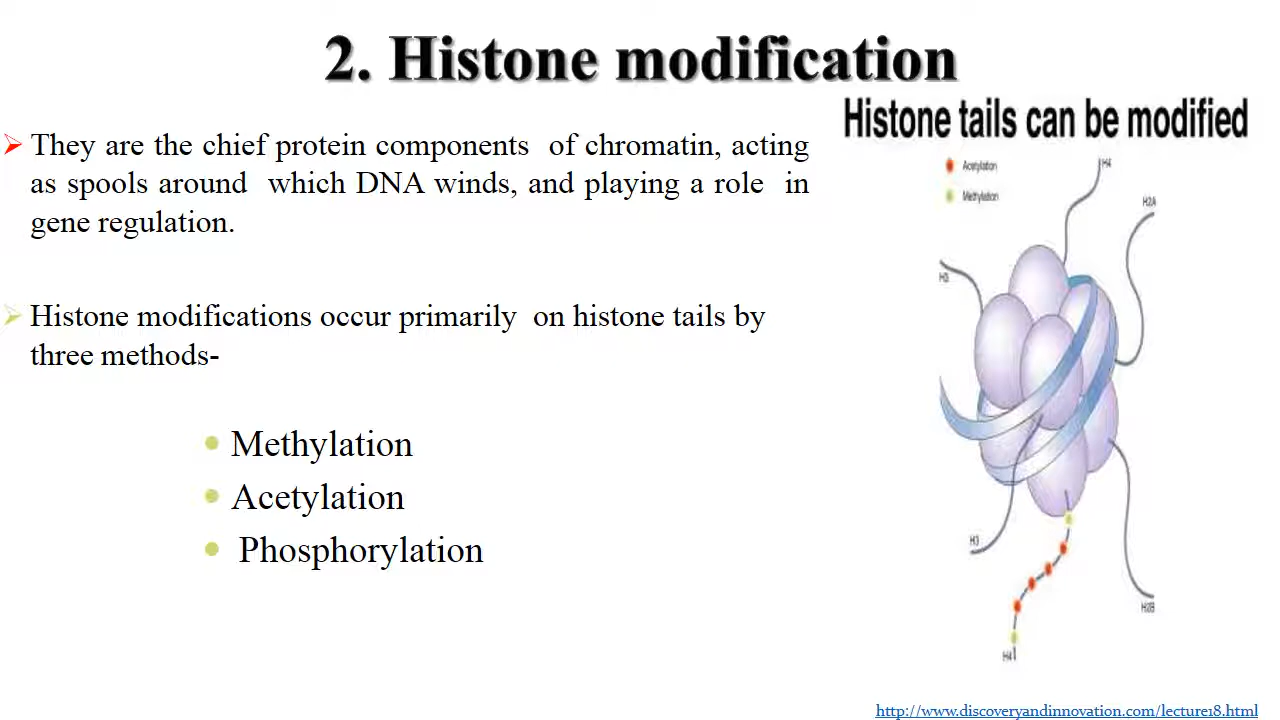 2. Histone modification
They are the chief protein components of chromatin, acting
as spools around which DNA winds, and playing a role in
gene regulation.
Histone modifications occur primarily on histone tails by
three methods-
Methylation
Acetylation
Phosphorylation
Histone tails can be modified
Acetylation
Methylation
H4
H2A
H3
H3
H2B
H4
http://www.discoveryandinnovation.com/lecture18.html